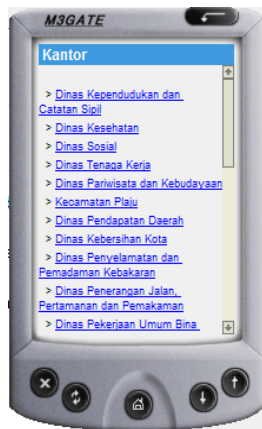 M3GATE
Kantor
> Dinas Kependudukan dan
Catatan Sipil
> Dinas Kesehatan
> Dinas Sosial
> Dinas Tenaga Kerja
> Dinas Pariwisata dan Kebudayaan
> Kecamatan Plaju
> Dinas Pendapatan Daerah
> Dinas Kebersihan Kota
> Dinas Penyelamatan dan
Pemadaman Kebakaran
> Dinas Penerangan Jalan,
Pertamanan dan Pemakaman
> Dinas Pekerjaan Umum Bina